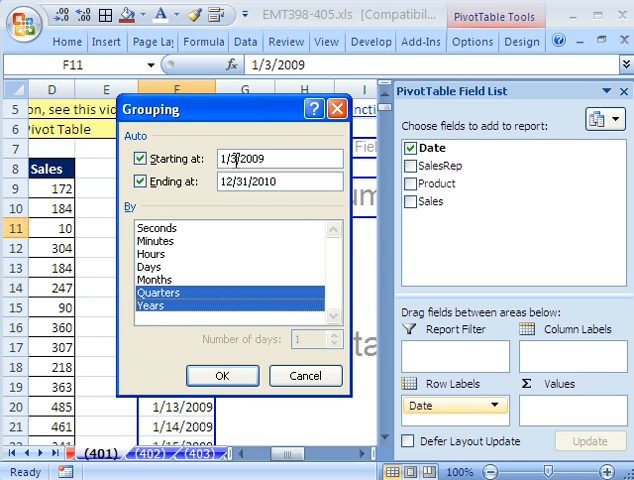 EMT398-405.xls [Compatibil...
PivotTable Tools
Home Insert Page Lay Formula Data Review View Develop Add-Ins Options Design
F11 fx 1/3/2009
D E F G H I
5 on, see this vid
6 Pivot Table
7
8 Sales
9 172
10 184
11 10
12 304
13 184
14 247
15 90
16 360
17 307
18 218
19 363
20 485 1/13/2009
21 461 1/14/2009
22 241 1/15/2009
Grouping
Auto
Starting at: 1/3/2009
Ending at: 12/31/2010
By
Seconds
Minutes
Hours
Days
Months
Quarters
Years
Number of days: 1
OK Cancel
PivotTable Field List
Choose fields to add to report:
Date
SalesRep
Product
Sales
Drag fields between areas below:
Report Filter Column Labels
Row Labels Σ Values
Date
Defer Layout Update Update
(401) (402) (403)
Ready 100%